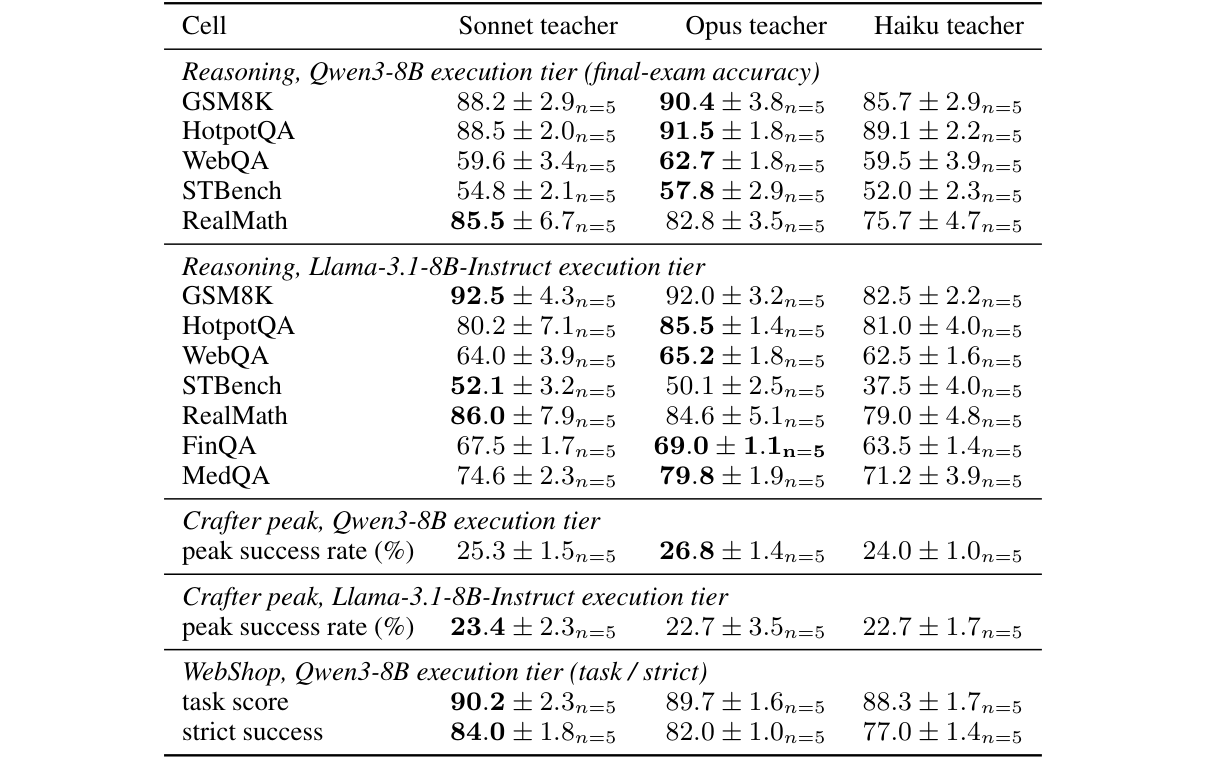 Cell Sonnet teacher Opus teacher Haiku teacher
Reasoning, Qwen3-8B execution tier (final-exam accuracy)
GSM8K 88.2 ± 2.9n=5 90.4 ± 3.8n=5 85.7 ± 2.9n=5
HotpotQA 88.5 ± 2.0n=5 91.5 ± 1.8n=5 89.1 ± 2.2n=5
WebQA 59.6 ± 3.4n=5 62.7 ± 1.8n=5 59.5 ± 3.9n=5
STBench 54.8 ± 2.1n=5 57.8 ± 2.9n=5 52.0 ± 2.3n=5
RealMath 85.5 ± 6.7n=5 82.8 ± 3.5n=5 75.7 ± 4.7n=5
Reasoning, Llama-3.1-8B-Instruct execution tier
GSM8K 92.5 ± 4.3n=5 92.0 ± 3.2n=5 82.5 ± 2.2n=5
HotpotQA 80.2 ± 7.1n=5 85.5 ± 1.4n=5 81.0 ± 4.0n=5
WebQA 64.0 ± 3.9n=5 65.2 ± 1.8n=5 62.5 ± 1.6n=5
STBench 52.1 ± 3.2n=5 50.1 ± 2.5n=5 37.5 ± 4.0n=5
RealMath 86.0 ± 7.9n=5 84.6 ± 5.1n=5 79.0 ± 4.8n=5
FinQA 67.5 ± 1.7n=5 69.0 ± 1.1n=5 63.5 ± 1.4n=5
MedQA 74.6 ± 2.3n=5 79.8 ± 1.9n=5 71.2 ± 3.9n=5
Crafter peak, Qwen3-8B execution tier
peak success rate (%) 25.3 ± 1.5n=5 26.8 ± 1.4n=5 24.0 ± 1.0n=5
Crafter peak, Llama-3.1-8B-Instruct execution tier
peak success rate (%) 23.4 ± 2.3n=5 22.7 ± 3.5n=5 22.7 ± 1.7n=5
WebShop, Qwen3-8B execution tier (task / strict)
task score 90.2 ± 2.3n=5 89.7 ± 1.6n=5 88.3 ± 1.7n=5
strict success 84.0 ± 1.8n=5 82.0 ± 1.0n=5 77.0 ± 1.4n=5